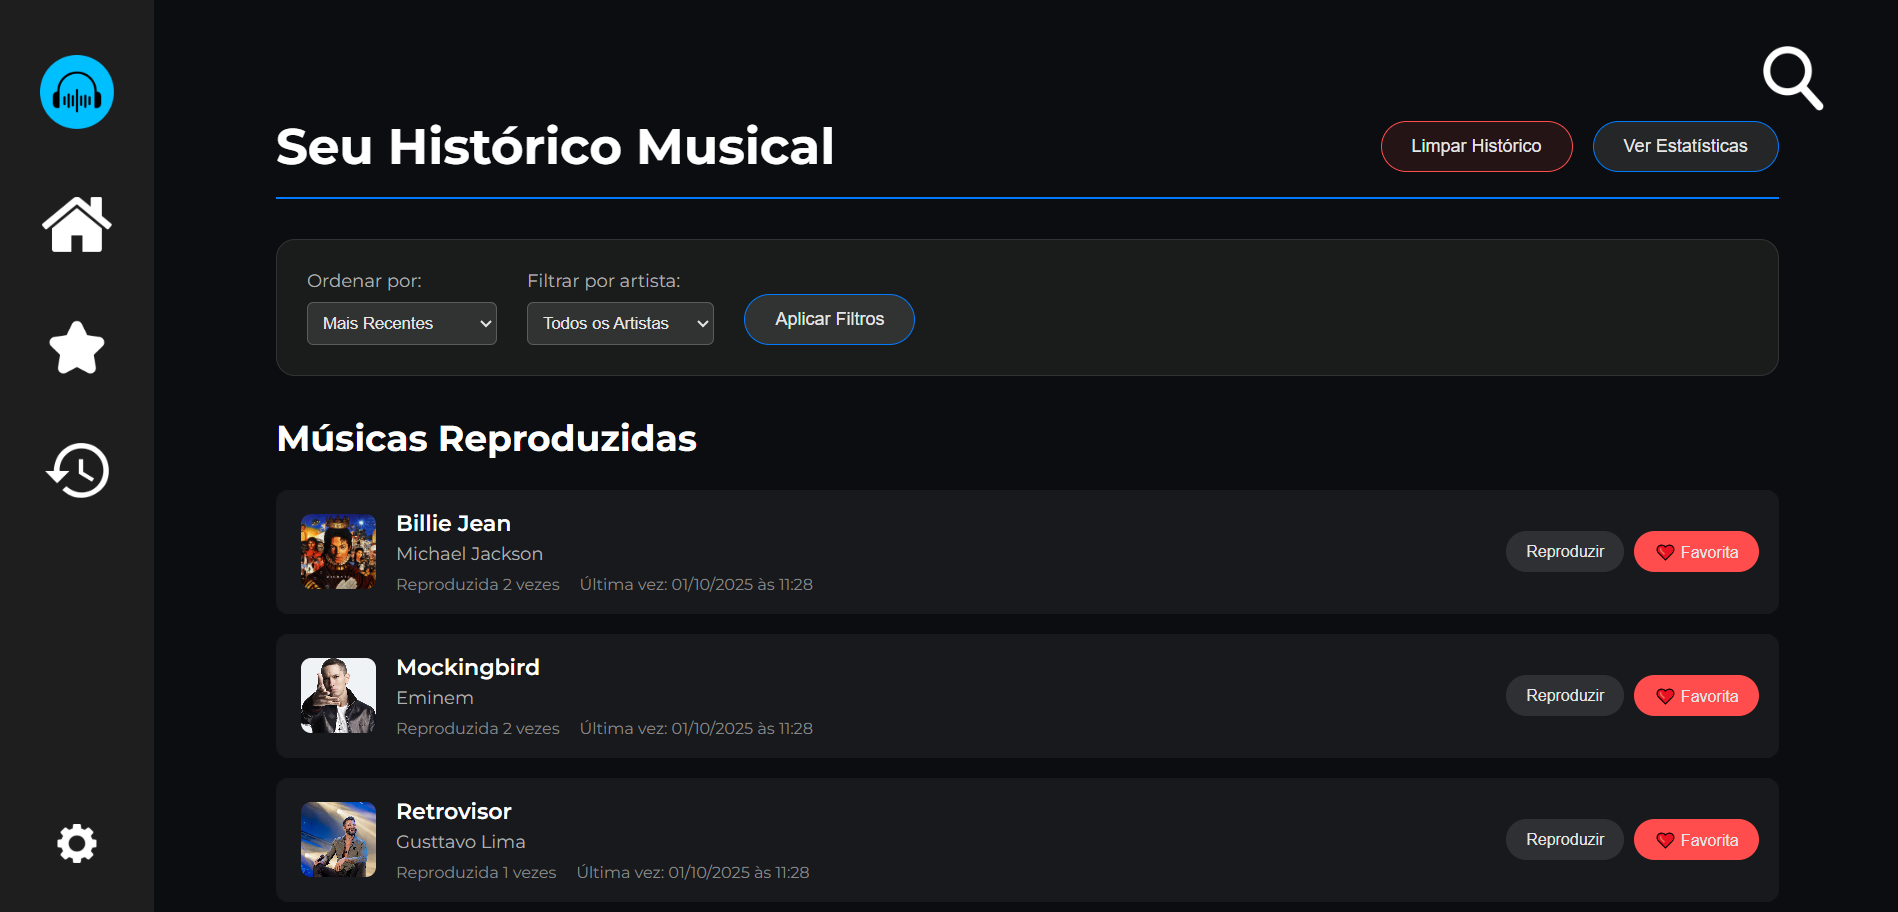 Seu Histórico Musical
Limpar Histórico
Ver Estatísticas
Ordenar por:
Filtrar por artista:
Mais Recentes
Todos os Artistas
Aplicar Filtros
Músicas Reproduzidas
Billie Jean
Michael Jackson
Reproduzida 2 vezes Última vez: 01/10/2025 às 11:28
Reproduzir
Favorita
Mockingbird
Eminem
Reproduzida 2 vezes Última vez: 01/10/2025 às 11:28
Reproduzir
Favorita
Retrovisor
Gusttavo Lima
Reproduzida 1 vezes Última vez: 01/10/2025 às 11:28
Reproduzir
Favorita